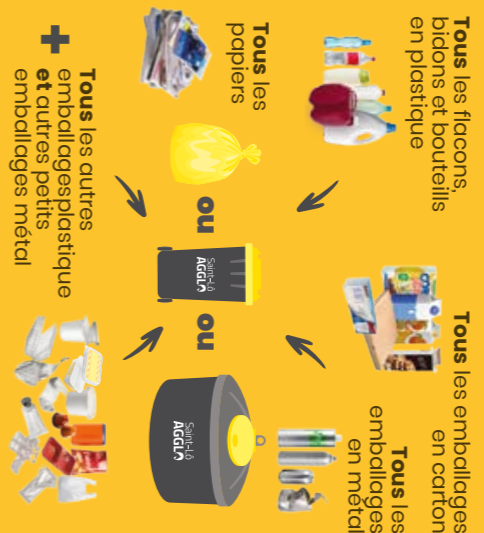 Tous les flacons,
bidons et bouteills
en plastique
Tous les emballages
en carton
Tous les
papiers
Tous les
emballages
en métal
ou
Saint-Lô
AGGLO
ou
Saint-Lô
AGGLO
+
Tous les autres
emballagesplastique
et autres petits
emballages métal